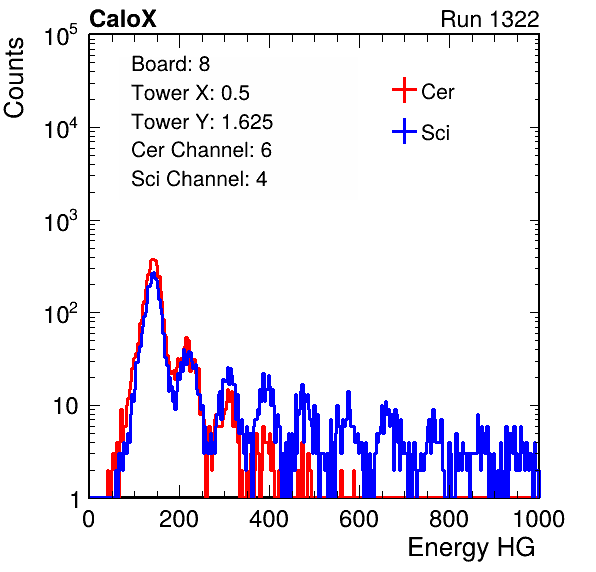 CaloX Run 1322
Counts
Board: 8
Tower X: 0.5
Tower Y: 1.625
Cer Channel: 6
Sci Channel: 4
Cer
Sci
10^5
10^4
10^3
10^2
10
1
0 200 400 600 800 1000
Energy HG